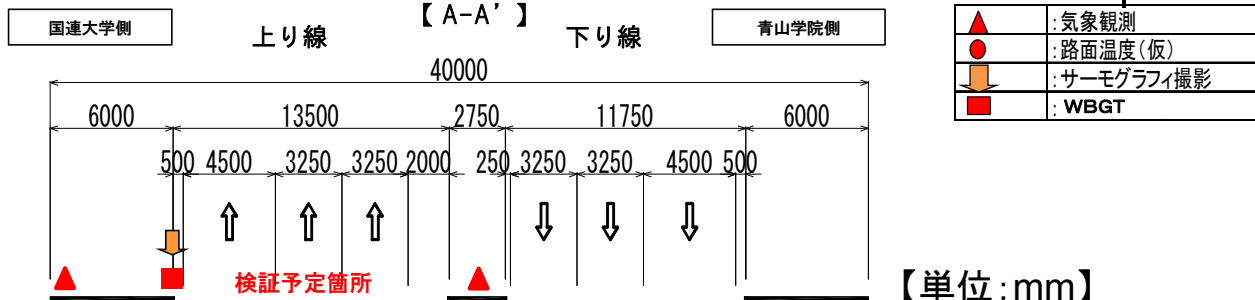 【 A-A’ 】
国連大学側
上り線
下り線
青山学院側
:気象観測
:路面温度(仮)
:サーモグラフィ撮影
:WBGT
40000
6000 13500 2750 11750 6000
500 4500 3250 3250 2000 250 3250 3250 4500 500
検証予定箇所
【単位:mm】